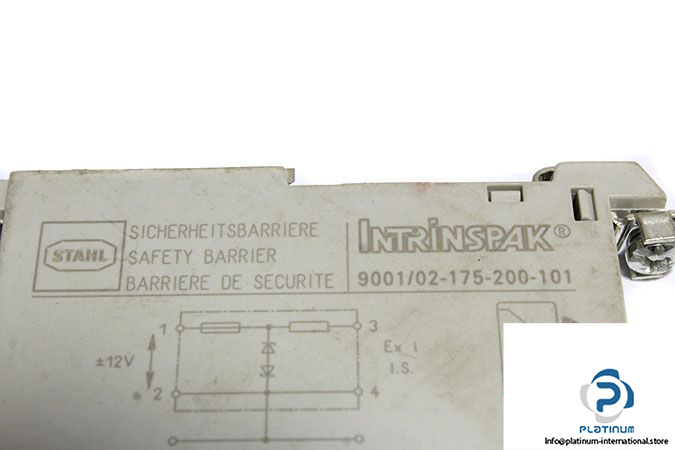 STAHL
SICHERHEITSBARRIERE
SAFETY BARRIER
BARRIERE DE SECURITE
INTRINSPAK®
9001/02-175-200-101
1
3
±12V
Ex i
I.S.
2
4
PLATINUM
info@platinum-international.store